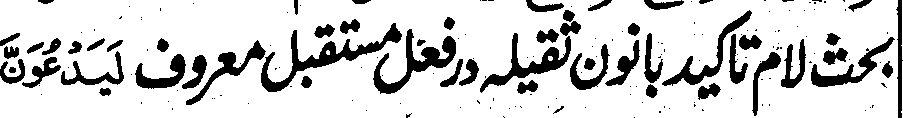 بحث لام تاکید بانون ثقیلہ در فعل مستقبل معروف لَيَدْعُوَنَّ